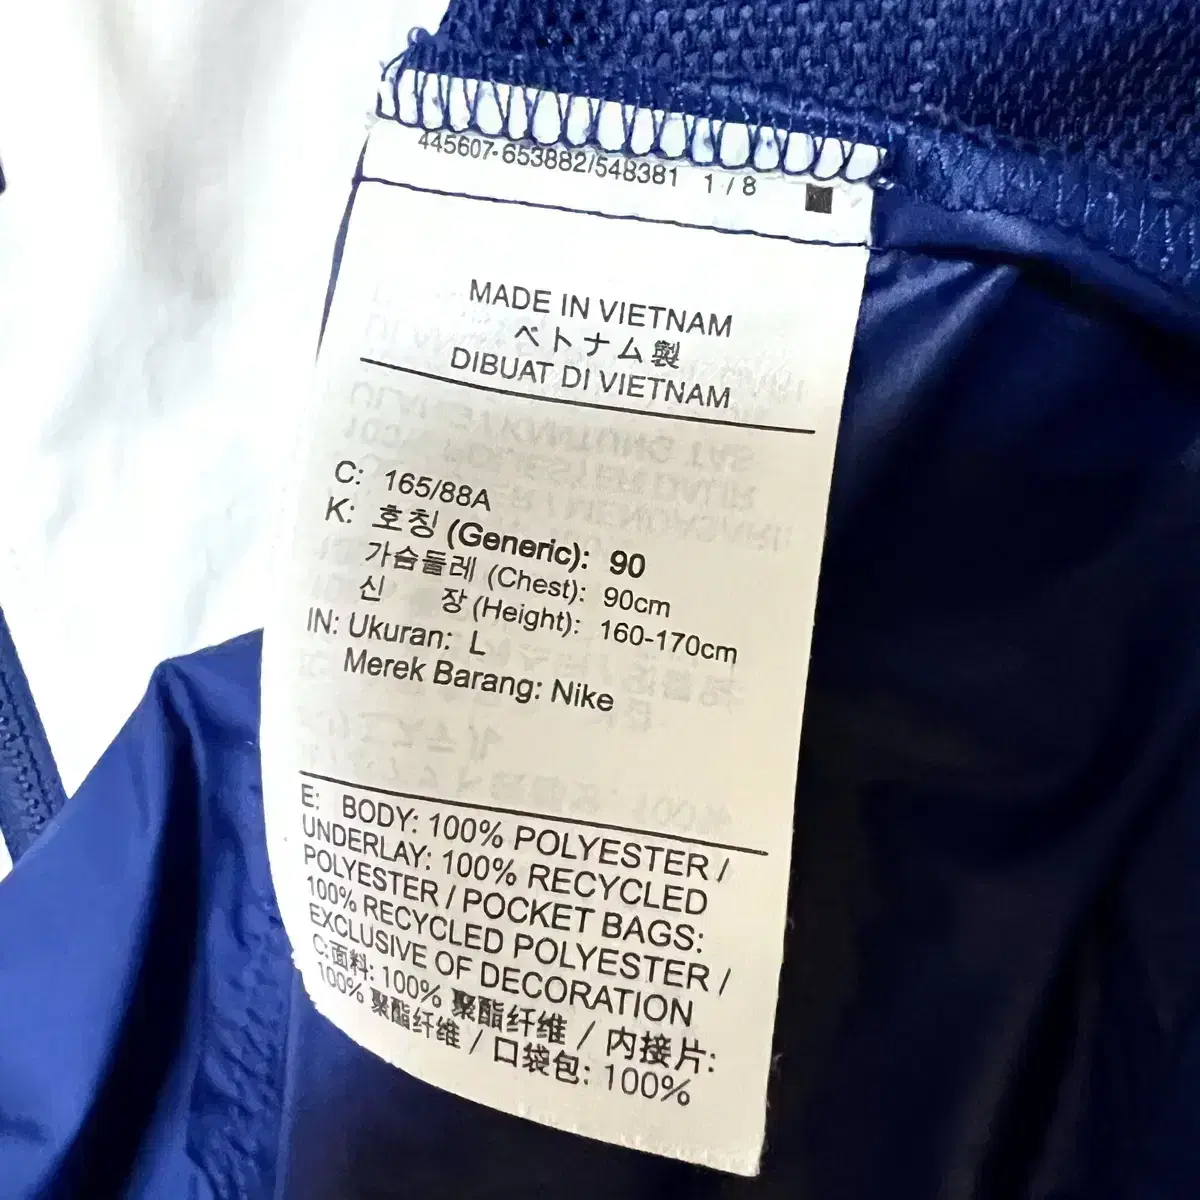 445607-653882/548381 1 / 8
MADE IN VIETNAM
ベトナム製
DIBUAT DI VIETNAM
C: 165/88A
K: 호칭 (Generic): 90
가슴둘레 (Chest): 90cm
신 장 (Height): 160-170cm
IN: Ukuran: L
Merek Barang: Nike
E: BODY: 100% POLYESTER /
UNDERLAY: 100% RECYCLED
POLYESTER / POCKET BAGS:
100% RECYCLED POLYESTER /
EXCLUSIVE OF DECORATION
C:面料: 100% 聚酯纤维 / 内接片:
100% 聚酯纤维 / 口袋包: 100%